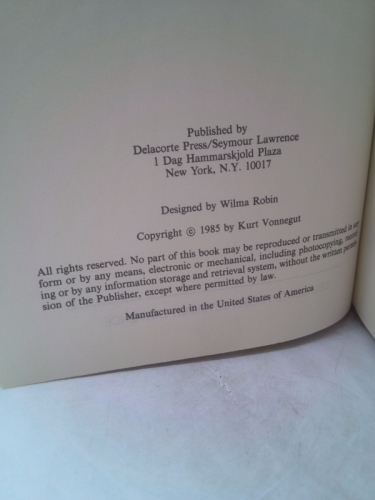 Published by
Delacorte Press/Seymour Lawrence
1 Dag Hammarskjold Plaza
New York, N.Y. 10017
Designed by Wilma Robin
Copyright © 1985 by Kurt Vonnegut
All rights reserved. No part of this book may be reproduced or transmitted in
form or by any means, electronic or mechanical, including photocopying,
ing or by any information storage and retrieval system, without the written
sion of the Publisher, except where permitted by law.
Manufactured in the United States of America